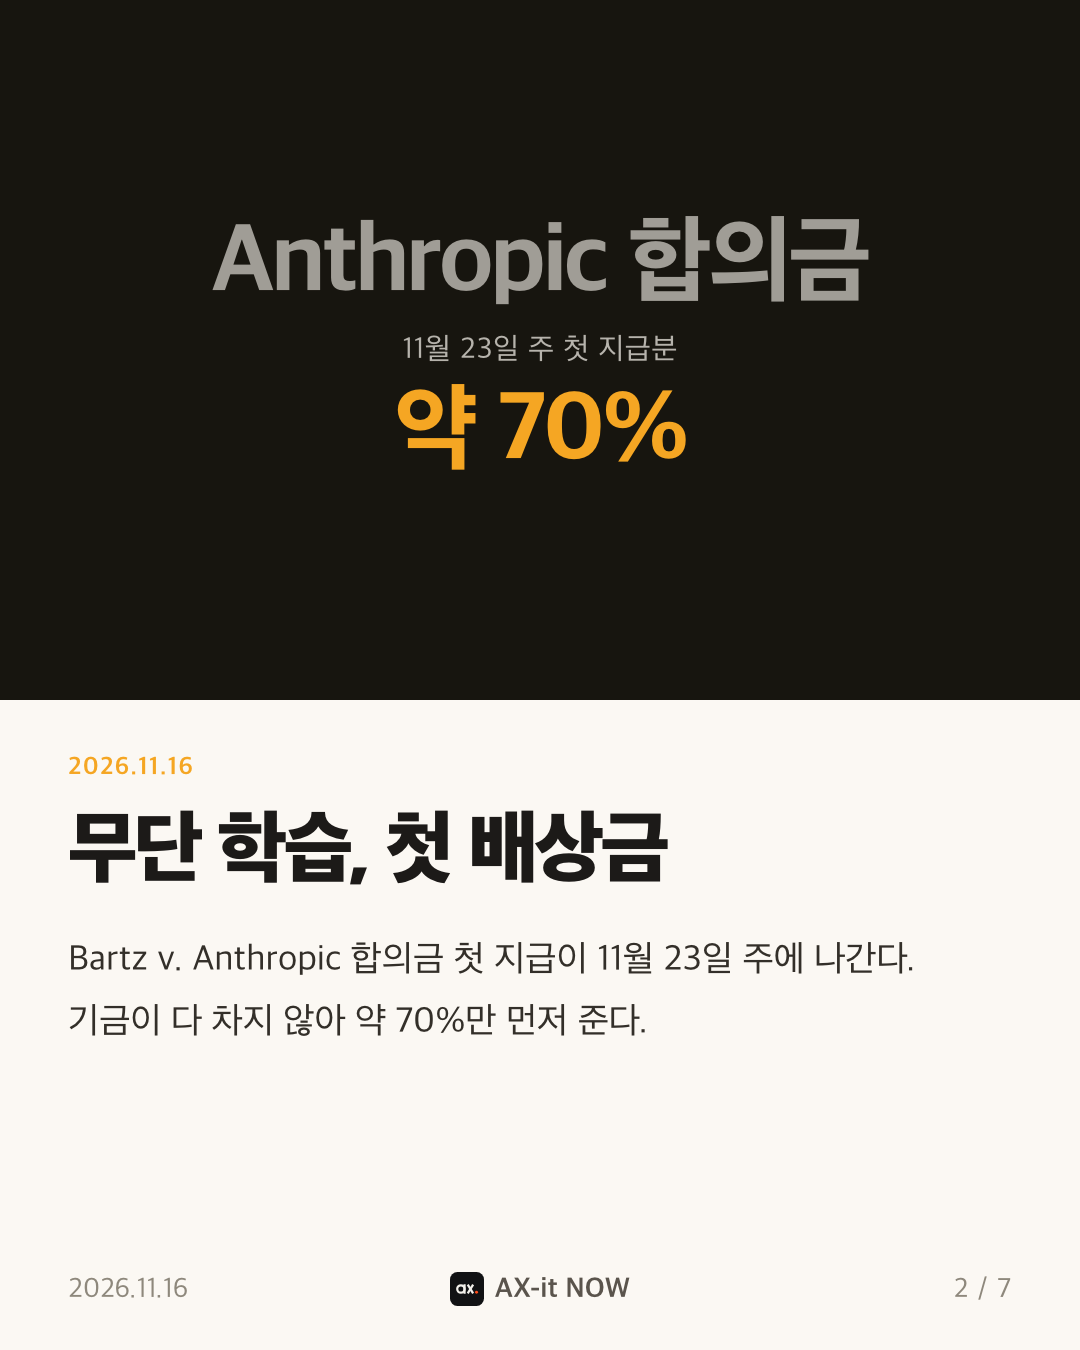 Anthropic 합의금
11월 23일 주 첫 지급분
약 70%
2026.11.16
무단 학습, 첫 배상금
Bartz v. Anthropic 합의금 첫 지급이 11월 23일 주에 나간다.
기금이 다 차지 않아 약 70%만 먼저 준다.
2026.11.16
ax. AX-it NOW
2 / 7